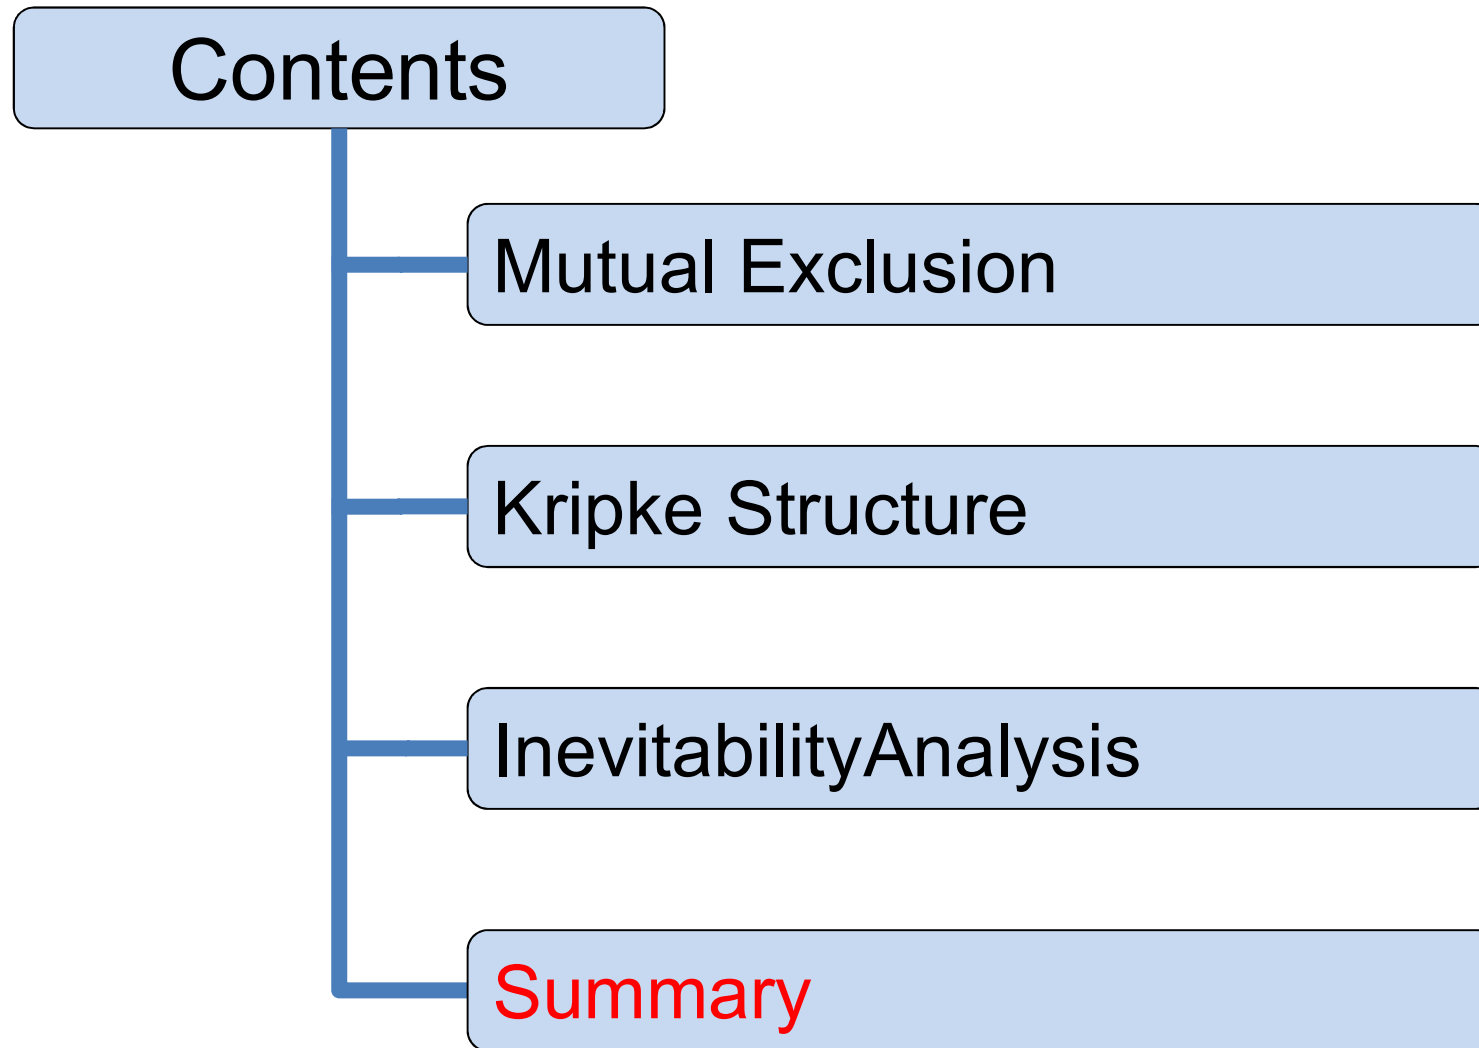 Contents
Mutual Exclusion
Kripke Structure
InevitabilityAnalysis
Summary